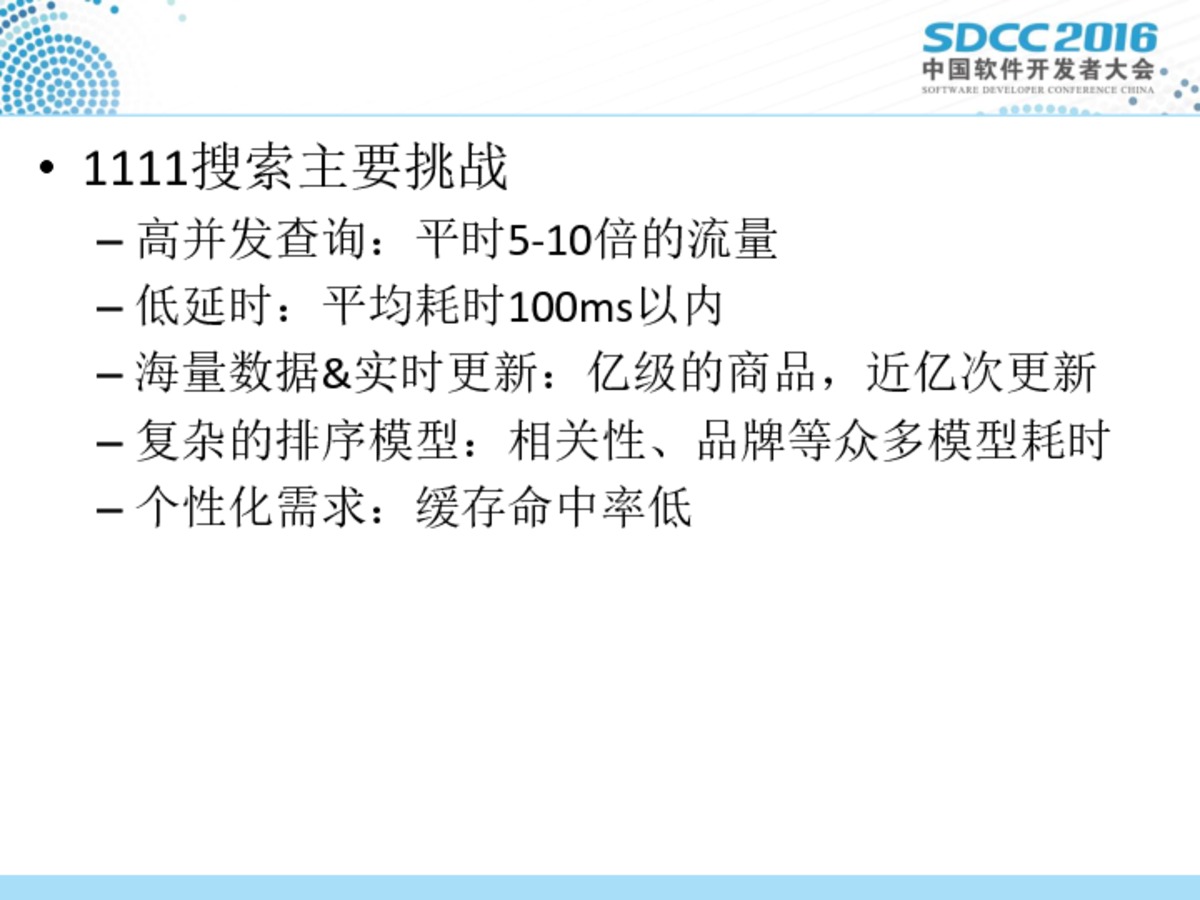 SDCC 2016
中国软件开发者大会
SOFTWARE DEVELOPER CONFERENCE CHINA
• 1111搜索主要挑战
– 高并发查询：平时5-10倍的流量
– 低延时：平均耗时100ms以内
– 海量数据&实时更新：亿级的商品，近亿次更新
– 复杂的排序模型：相关性、品牌等众多模型耗时
– 个性化需求：缓存命中率低